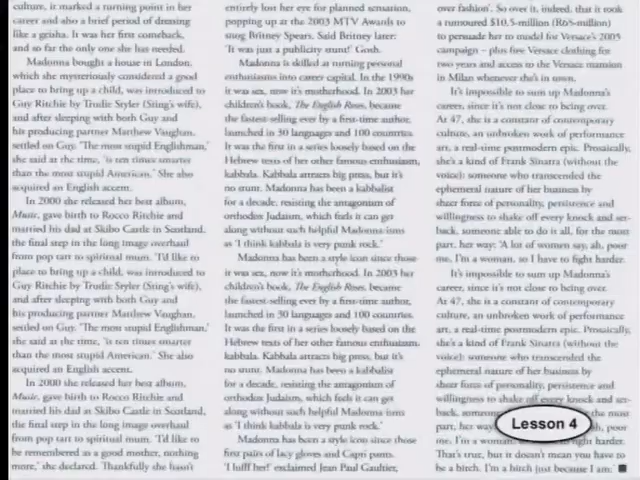 culture, it marked a turning point in her
career and also a brief period of dressing
like a geisha. It was her first comeback,
and so far the only one she has needed.
Madonna bought a house in London,
which she mysteriously considered a good
place to bring up a child, was introduced to
Guy Ritchie by Trudie Styler (Sting's wife),
and after sleeping with both Guy and
his producing partner Matthew Vaughan,
settled on Guy. 'The most stupid Englishman,'
she said at the time, 'is ten times smarter
than the most stupid American.' She also
acquired an English accent.
In 2000 she released her best album,
Music, gave birth to Rocco Ritchie and
married his dad at Skibo Castle in Scotland,
the final step in the long image overhaul
from pop tart to spiritual mum. 'I'd like to
place to bring up a child, was introduced to
Guy Ritchie by Trudie Styler (Sting's wife),
and after sleeping with both Guy and
his producing partner Matthew Vaughan,
settled on Guy. 'The most stupid Englishman,'
she said at the time, 'is ten times smarter
than the most stupid American.' She also
acquired an English accent.
In 2000 she released her best album,
Music, gave birth to Rocco Ritchie and
married his dad at Skibo Castle in Scotland,
the final step in the long image overhaul
from pop tart to spiritual mum. 'I'd like to
be remembered as a good mother, nothing
more,' she declared. Thankfully she hasn't
entirely lost her eye for planned sensation,
popping up at the 2003 MTV Awards to
snog Britney Spears. Said Britney later:
'It was just a publicity stunt!' Gosh.
Madonna is skilled at turning personal
enthusiasms into career capital. In the 1990s
it was sex, now it's motherhood. In 2003 her
children's book, The English Roses, became
the fastest-selling ever by a first-time author,
launched in 30 languages and 100 countries.
It was the first in a series loosely based on the
Hebrew texts of her other famous enthusiasm,
kabbala. Kabbala attracts big press, but it's
no stunt. Madonna has been a kabbalist
for a decade, resisting the antagonism of
orthodox Judaism, which feels it can get
along without such helpful Madonna-isms
as 'I think kabbala is very punk rock.'
Madonna has been a style icon since those
it was sex, now it's motherhood. In 2003 her
children's book, The English Roses, became
the fastest-selling ever by a first-time author,
launched in 30 languages and 100 countries.
It was the first in a series loosely based on the
Hebrew texts of her other famous enthusiasm,
kabbala. Kabbala attracts big press, but it's
no stunt. Madonna has been a kabbalist
for a decade, resisting the antagonism of
orthodox Judaism, which feels it can get
along without such helpful Madonna-isms
as 'I think kabbala is very punk rock.'
Madonna has been a style icon since those
first pairs of lacy gloves and Capri pants.
'I luff her!' exclaimed Jean Paul Gaultier,
over fashion'. So over it, indeed, that it took
a rumoured $10.5-million (R65-million)
to persuade her to model for Versace's 2005
campaign – plus free Versace clothing for
two years and access to the Versace mansion
in Milan whenever she's in town.
It's impossible to sum up Madonna's
career, since it's not close to being over.
At 47, she is a constant of contemporary
culture, an unbroken work of performance
art, a real-time postmodern epic. Prosaically,
she's a kind of Frank Sinatra (without the
voice): someone who transcended the
ephemeral nature of her business by
sheer force of personality, persistence and
willingness to shake off every knock and set-
back, someone able to do it all, for the most
part, her way. 'A lot of women say, ah, poor
me, I'm a woman, so I have to fight harder.
It's impossible to sum up Madonna's
career, since it's not close to being over.
At 47, she is a constant of contemporary
culture, an unbroken work of performance
art, a real-time postmodern epic. Prosaically,
she's a kind of Frank Sinatra (without the
voice): someone who transcended the
ephemeral nature of her business by
sheer force of personality, persistence and
willingness to shake off every knock and set-
back, someone the most
part, her way. ah, poor
me, I'm a woman, fight harder.
That's true, but it doesn't mean you have to
be a bitch. I'm a bitch just because I am.'
Lesson 4